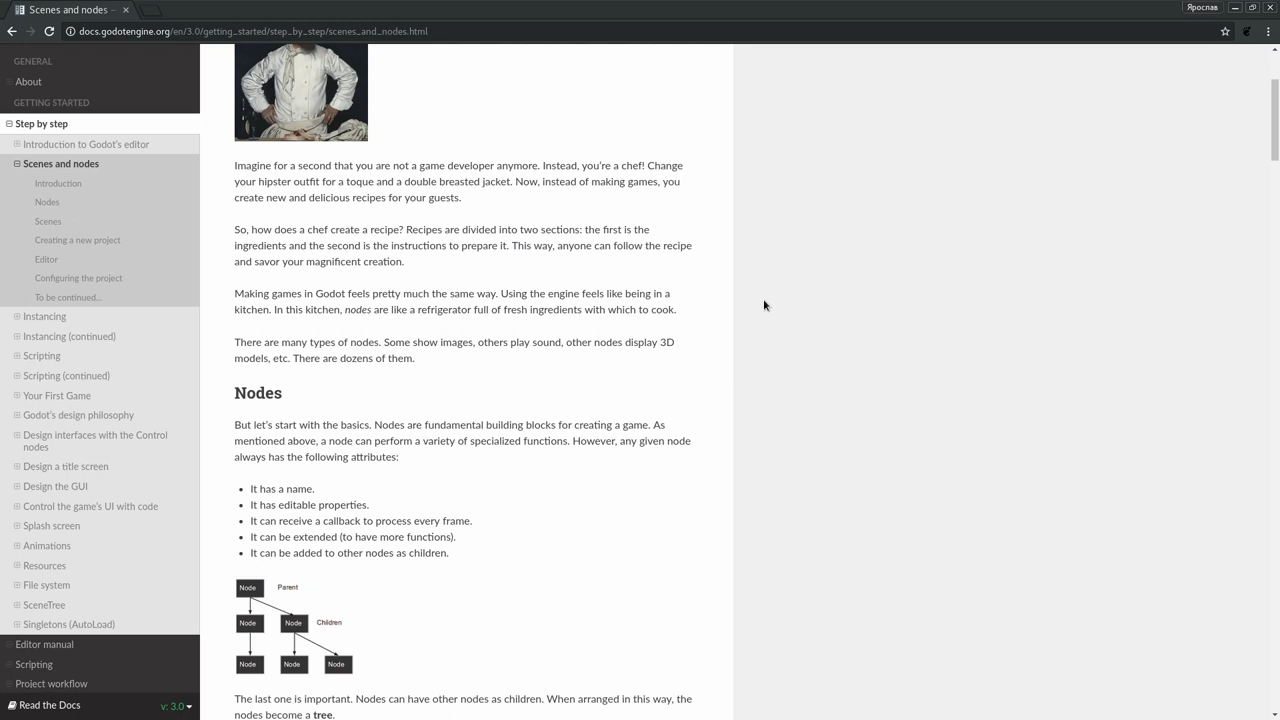 Scenes and nodes –
Ярослав
docs.godotengine.org/en/3.0/getting_started/step_by_step/scenes_and_nodes.html
GENERAL
About
GETTING STARTED
Step by step
Introduction to Godot's editor
Scenes and nodes
Introduction
Nodes
Scenes
Creating a new project
Editor
Configuring the project
To be continued...
Instancing
Instancing (continued)
Scripting
Scripting (continued)
Your First Game
Godot's design philosophy
Design interfaces with the Control
nodes
Design a title screen
Design the GUI
Control the game's UI with code
Splash screen
Animations
Resources
File system
SceneTree
Singletons (AutoLoad)
Editor manual
Scripting
Project workflow
Read the Docs
v: 3.0
Imagine for a second that you are not a game developer anymore. Instead, you're a chef! Change
your hipster outfit for a toque and a double breasted jacket. Now, instead of making games, you
create new and delicious recipes for your guests.
So, how does a chef create a recipe? Recipes are divided into two sections: the first is the
ingredients and the second is the instructions to prepare it. This way, anyone can follow the recipe
and savor your magnificent creation.
Making games in Godot feels pretty much the same way. Using the engine feels like being in a
kitchen. In this kitchen, nodes are like a refrigerator full of fresh ingredients with which to cook.
There are many types of nodes. Some show images, others play sound, other nodes display 3D
models, etc. There are dozens of them.
Nodes
But let's start with the basics. Nodes are fundamental building blocks for creating a game. As
mentioned above, a node can perform a variety of specialized functions. However, any given node
always has the following attributes:
• It has a name.
• It has editable properties.
• It can receive a callback to process every frame.
• It can be extended (to have more functions).
• It can be added to other nodes as children.
Node Parent
Node Node Children
Node Node Node
The last one is important. Nodes can have other nodes as children. When arranged in this way, the
nodes become a tree.